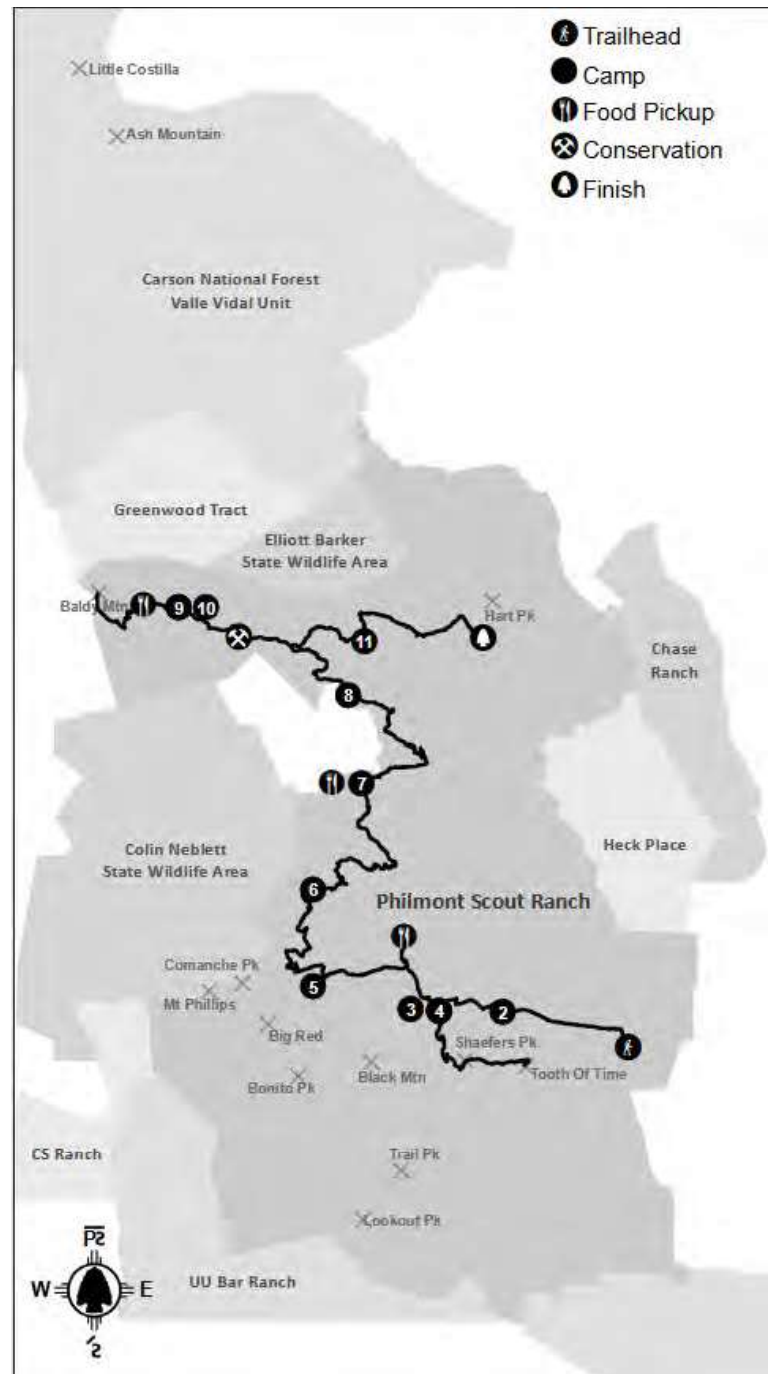 Trailhead
Camp
Food Pickup
Conservation
Finish
Little Costilla
Ash Mountain
Carson National Forest
Valle Vidal Unit
Greenwood Tract
Elliott Barker
State Wildlife Area
Baldy Mtn
9
10
11
Hart Pk
Chase
Ranch
8
7
Colin Neblett
State Wildlife Area
Heck Place
6
Philmont Scout Ranch
Comanche Pk
Mt Phillips
5
3
4
2
Big Red
Shaefers Pk
Bonito Pk
Black Mtn
Tooth Of Time
CS Ranch
Trail Pk
Lookout Pk
UU Bar Ranch
W
E